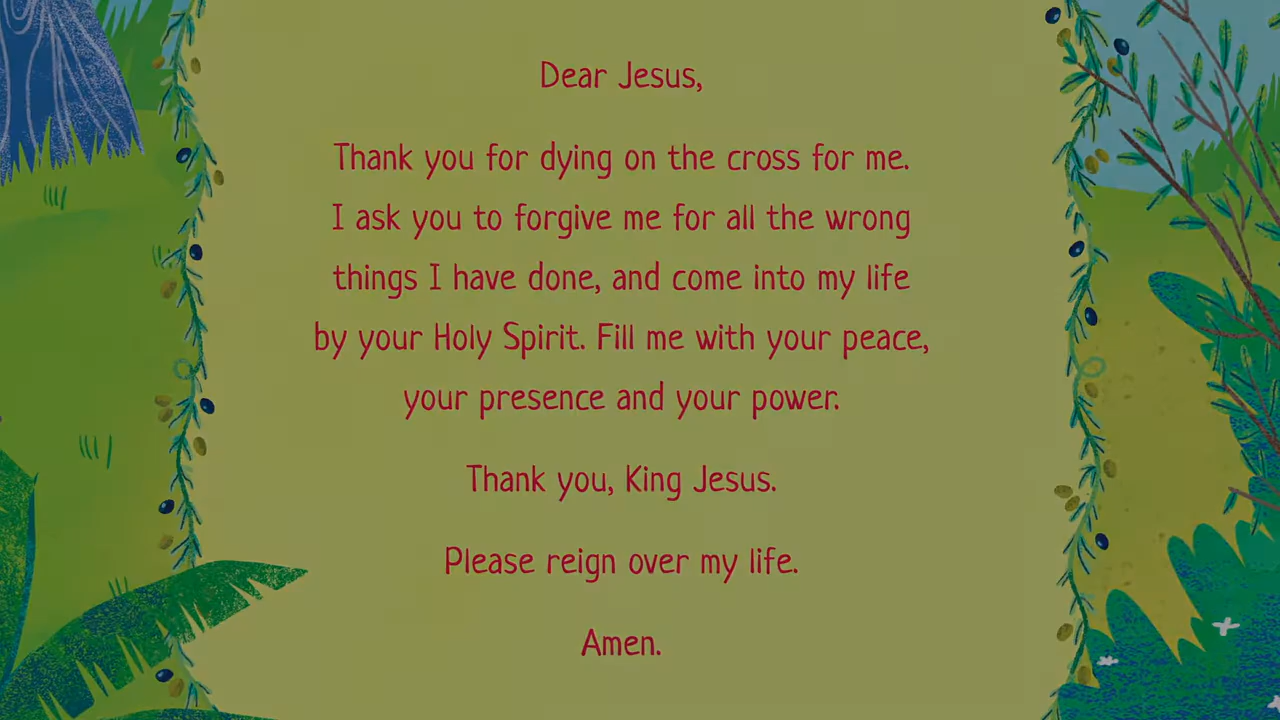 Dear Jesus,
Thank you for dying on the cross for me.
I ask you to forgive me for all the wrong
things I have done, and come into my life
by your Holy Spirit. Fill me with your peace,
your presence and your power.
Thank you, King Jesus.
Please reign over my life.
Amen.